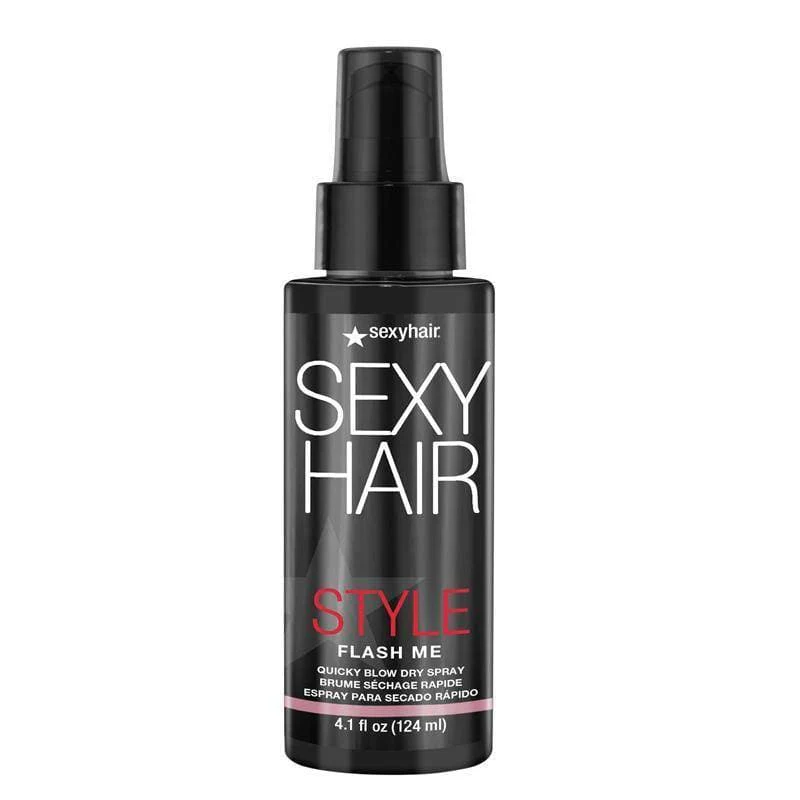 sexyhair.
SEXY
HAIR
STYLE
FLASH ME
QUICKY BLOW DRY SPRAY
BRUME SÉCHAGE RAPIDE
ESPRAY PARA SECADO RÁPIDO
4.1 fl oz (124 ml)